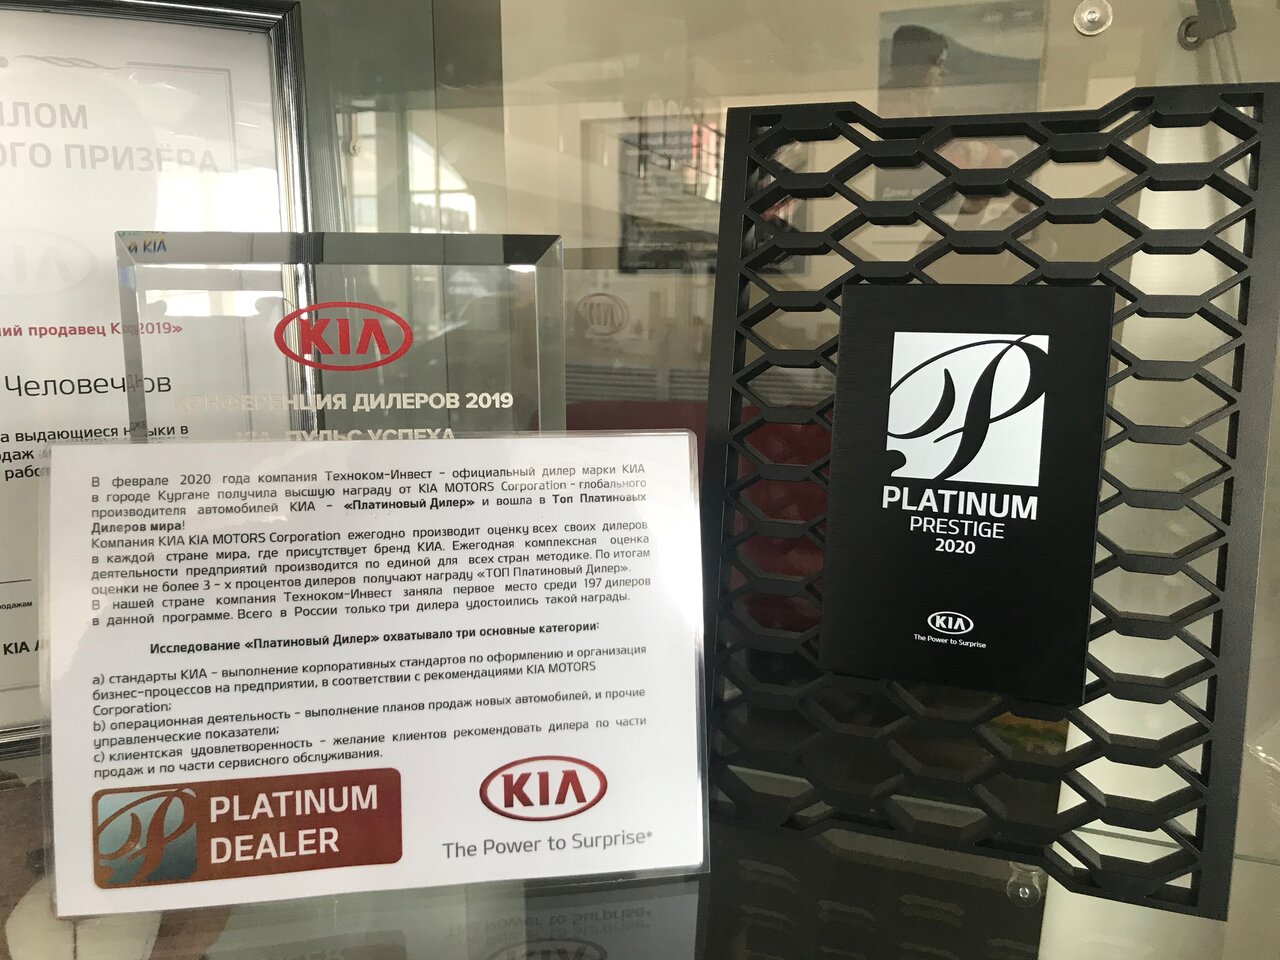 ПРИЗЁРА
2019»
Человечков
а выдающиеся навыки в
KIA
KIA
КОНФЕРЕНЦИЯ ДИЛЕРОВ 2019
ПУЛЬС УСПЕХА
В феврале 2020 года компания Техноком-Инвест – официальный дилер марки КИА
в городе Кургане получила высшую награду от KIA MOTORS Corporation – глобального
производителя автомобилей КИА – «Платиновый Дилер» и вошла в Топ Платиновых
Дилеров мира!
Компания КИА KIA MOTORS Corporation ежегодно производит оценку всех своих дилеров
в каждой стране мира, где присутствует бренд КИА. Ежегодная комплексная оценка
деятельности предприятий производится по единой для всех стран методике. По итогам
оценки не более 3 - х процентов дилеров получают награду «ТОП Платиновый Дилер».
В нашей стране компания Техноком-Инвест заняла первое место среди 197 дилеров
в данной программе. Всего в России только три дилера удостоились такой награды.
Исследование «Платиновый Дилер» охватывало три основные категории:
a) стандарты КИА – выполнение корпоративных стандартов по оформлению и организация
бизнес-процессов на предприятии, в соответствии с рекомендациями KIA MOTORS
Corporation;
b) операционная деятельность – выполнение планов продаж новых автомобилей, и прочие
управленческие показатели;
c) клиентская удовлетворенность – желание клиентов рекомендовать дилера по части
продаж и по части сервисного обслуживания.
PLATINUM
DEALER
KIA
The Power to Surprise*
PLATINUM
PRESTIGE
2020
KIA
The Power to Surprise